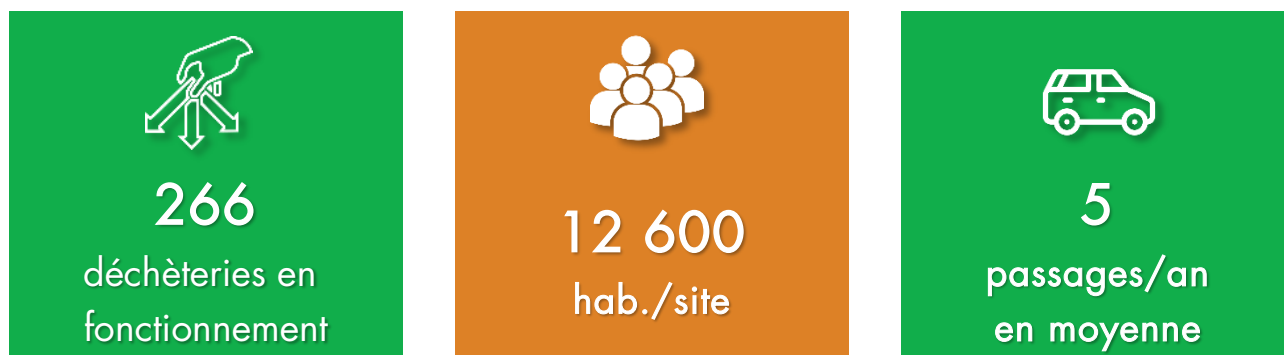 266
déchèteries en
fonctionnement
12 600
hab./site
5
passages/an
en moyenne